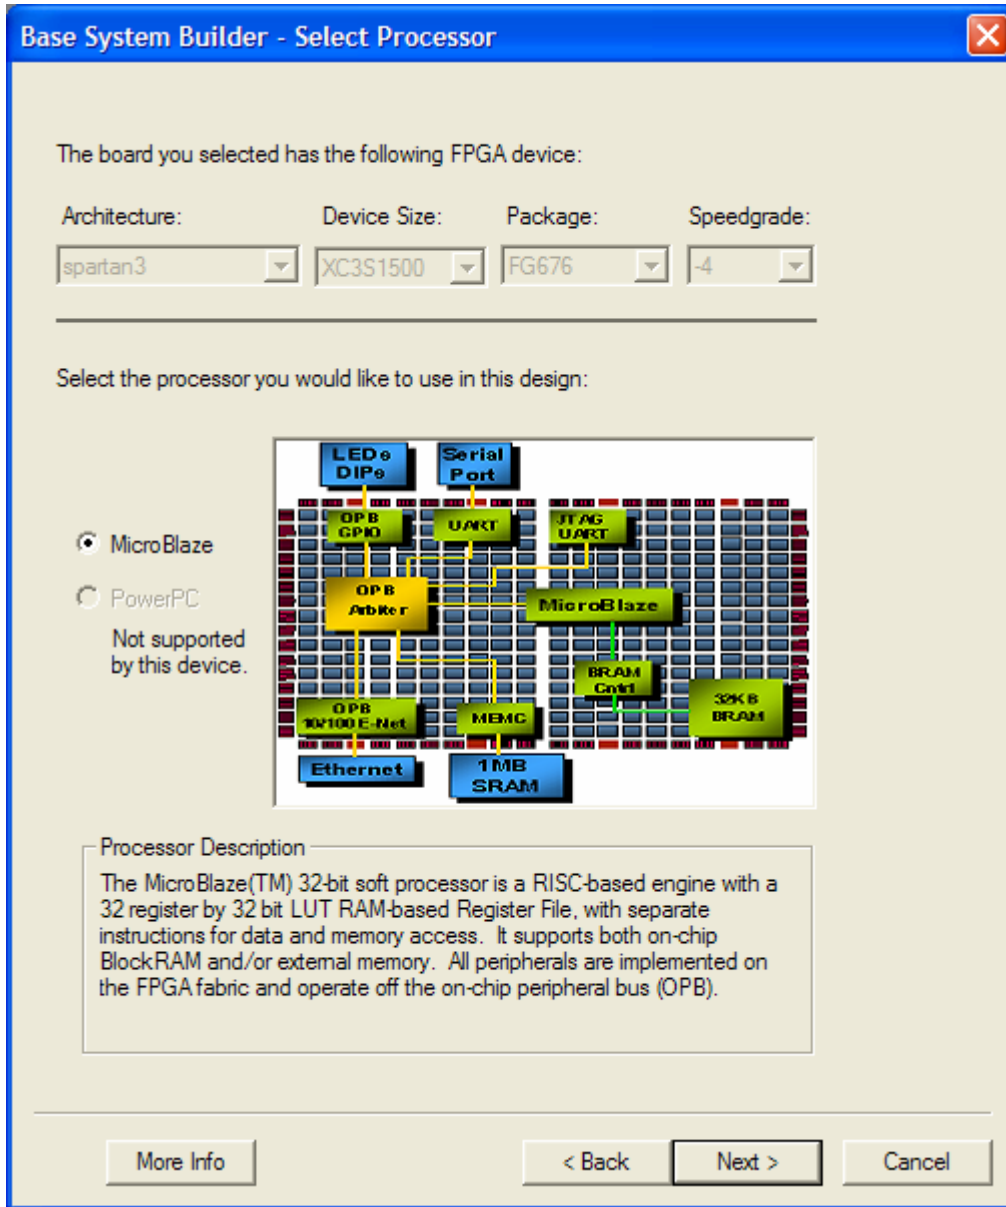 Base System Builder - Select Processor
The board you selected has the following FPGA device:
Architecture: Device Size: Package: Speedgrade:
spartan3 XC3S1500 FG676 -4
Select the processor you would like to use in this design:
MicroBlaze
PowerPC
Not supported
by this device.
LEDs
DIPs
Serial
Port
OPB
GPIO
UART
JTAG
UART
OPB
Arbiter
MicroBlaze
BRAM
Cntrl
32KB
BRAM
OPB
10/100 E-Net
MEMC
Ethernet
1MB
SRAM
Processor Description
The MicroBlaze(TM) 32-bit soft processor is a RISC-based engine with a
32 register by 32 bit LUT RAM-based Register File, with separate
instructions for data and memory access. It supports both on-chip
BlockRAM and/or external memory. All peripherals are implemented on
the FPGA fabric and operate off the on-chip peripheral bus (OPB).
More Info < Back Next > Cancel